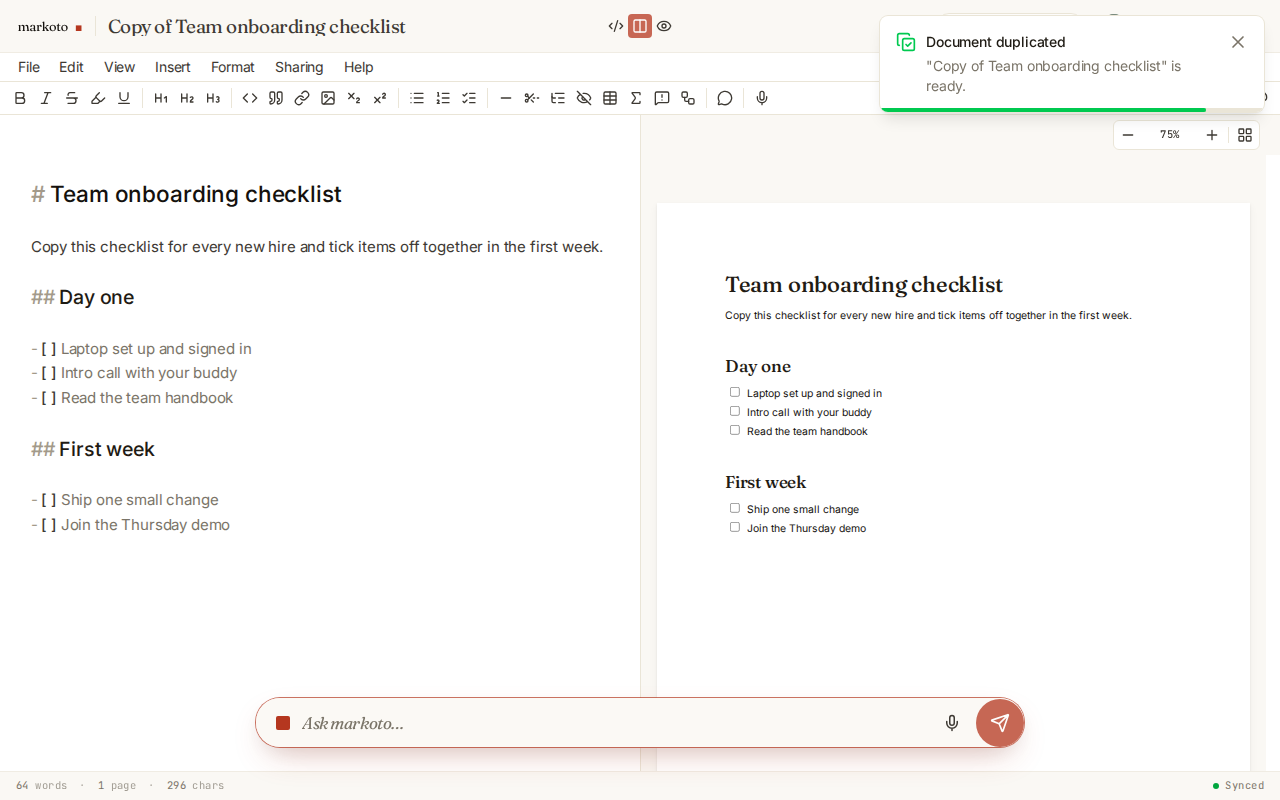 markoto
Copy of Team onboarding checklist
Document duplicated
"Copy of Team onboarding checklist" is
ready.
File Edit View Insert Format Sharing Help
H1 H2 H3
75%
# Team onboarding checklist
Copy this checklist for every new hire and tick items off together in the first week.
## Day one
- [ ] Laptop set up and signed in
- [ ] Intro call with your buddy
- [ ] Read the team handbook
## First week
- [ ] Ship one small change
- [ ] Join the Thursday demo
Team onboarding checklist
Copy this checklist for every new hire and tick items off together in the first week.
Day one
Laptop set up and signed in
Intro call with your buddy
Read the team handbook
First week
Ship one small change
Join the Thursday demo
Ask markoto...
64 words · 1 page · 296 chars
Synced